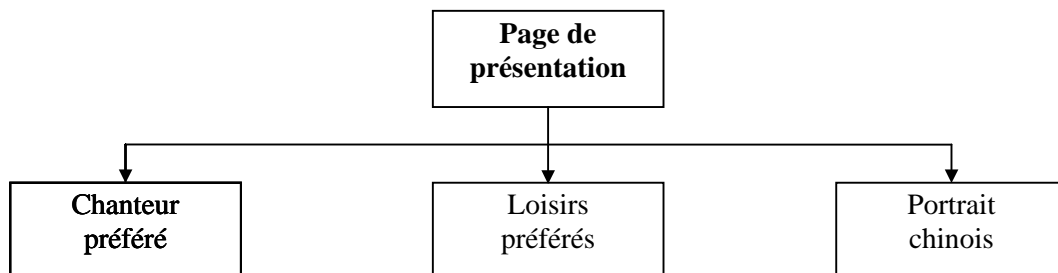 Page de
présentation
Chanteur
préféré
Loisirs
préférés
Portrait
chinois